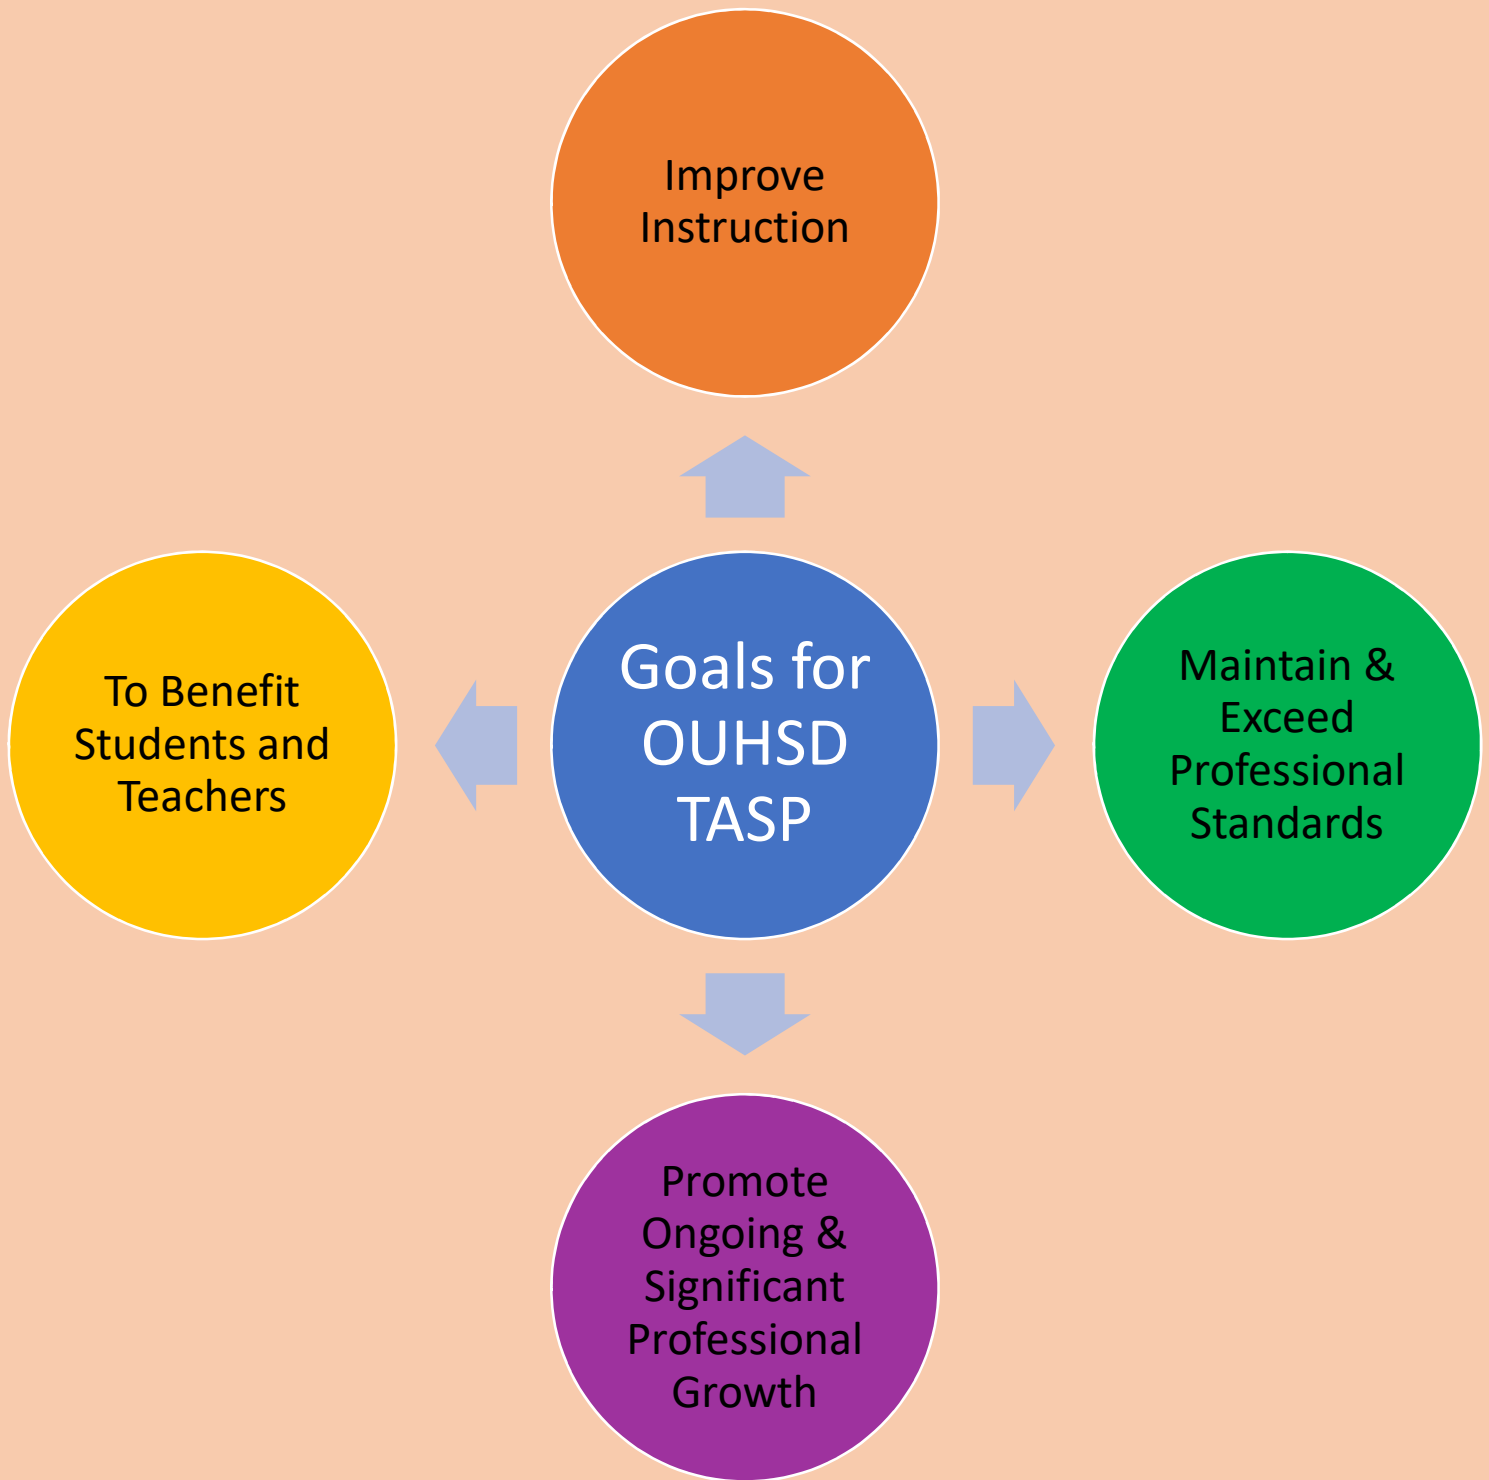 Improve
Instruction
To Benefit
Students and
Teachers
Goals for
OUHSD
TASP
Maintain &
Exceed
Professional
Standards
Promote
Ongoing &
Significant
Professional
Growth